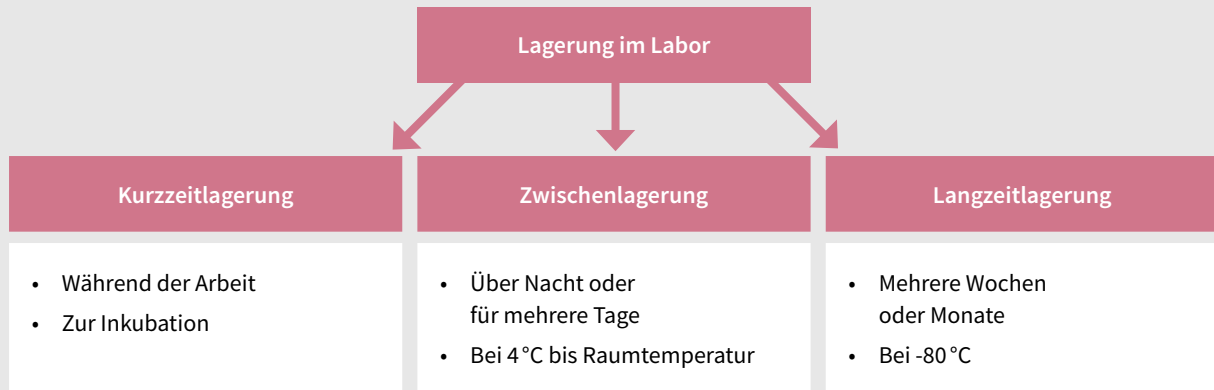 Lagerung im Labor
Kurzzeitlagerung
• Während der Arbeit
• Zur Inkubation
Zwischenlagerung
• Über Nacht oder
für mehrere Tage
• Bei 4 °C bis Raumtemperatur
Langzeitlagerung
• Mehrere Wochen
oder Monate
• Bei -80 °C